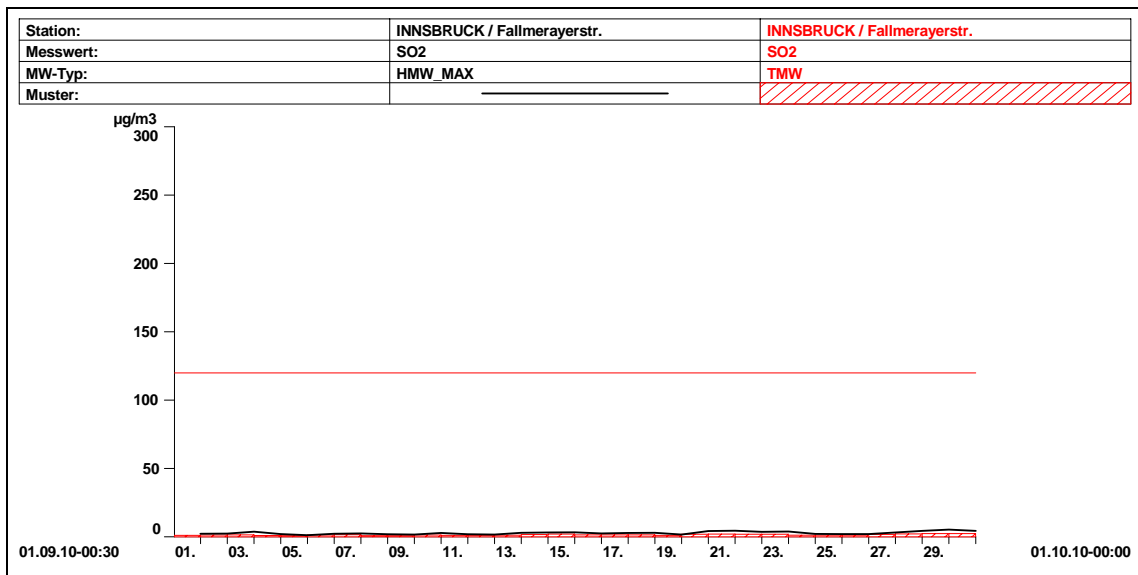 Station: INNSBRUCK / Fallmerayerstr. INNSBRUCK / Fallmerayerstr.
Messwert: SO2 SO2
MW-Typ: HMW_MAX TMW
Muster:
µg/m3
300
250
200
150
100
50
0
01.09.10-00:30 01. 03. 05. 07. 09. 11. 13. 15. 17. 19. 21. 23. 25. 27. 29. 01.10.10-00:00